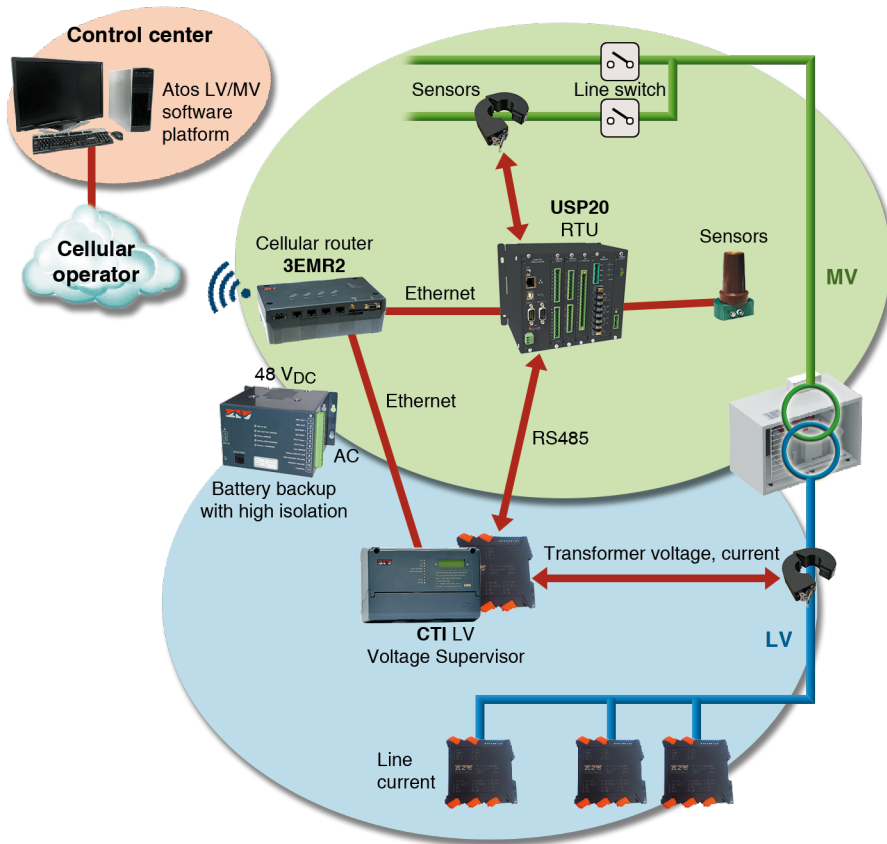 Control center
Atos LV/MV
software
platform
Cellular
operator
Sensors
Line switch
USP20
RTU
Sensors
Cellular router
3EMR2
Ethernet
MV
48 VDC
Ethernet
AC
RS485
Battery backup
with high isolation
Transformer voltage, current
CTI LV
Voltage Supervisor
LV
Line
current